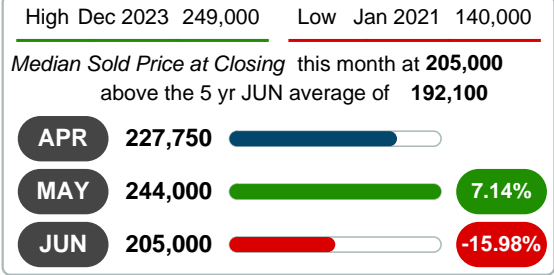 High Dec 2023 249,000 Low Jan 2021 140,000
Median Sold Price at Closing this month at 205,000
above the 5 yr JUN average of 192,100
APR 227,750
MAY 244,000 7.14%
JUN 205,000 -15.98%